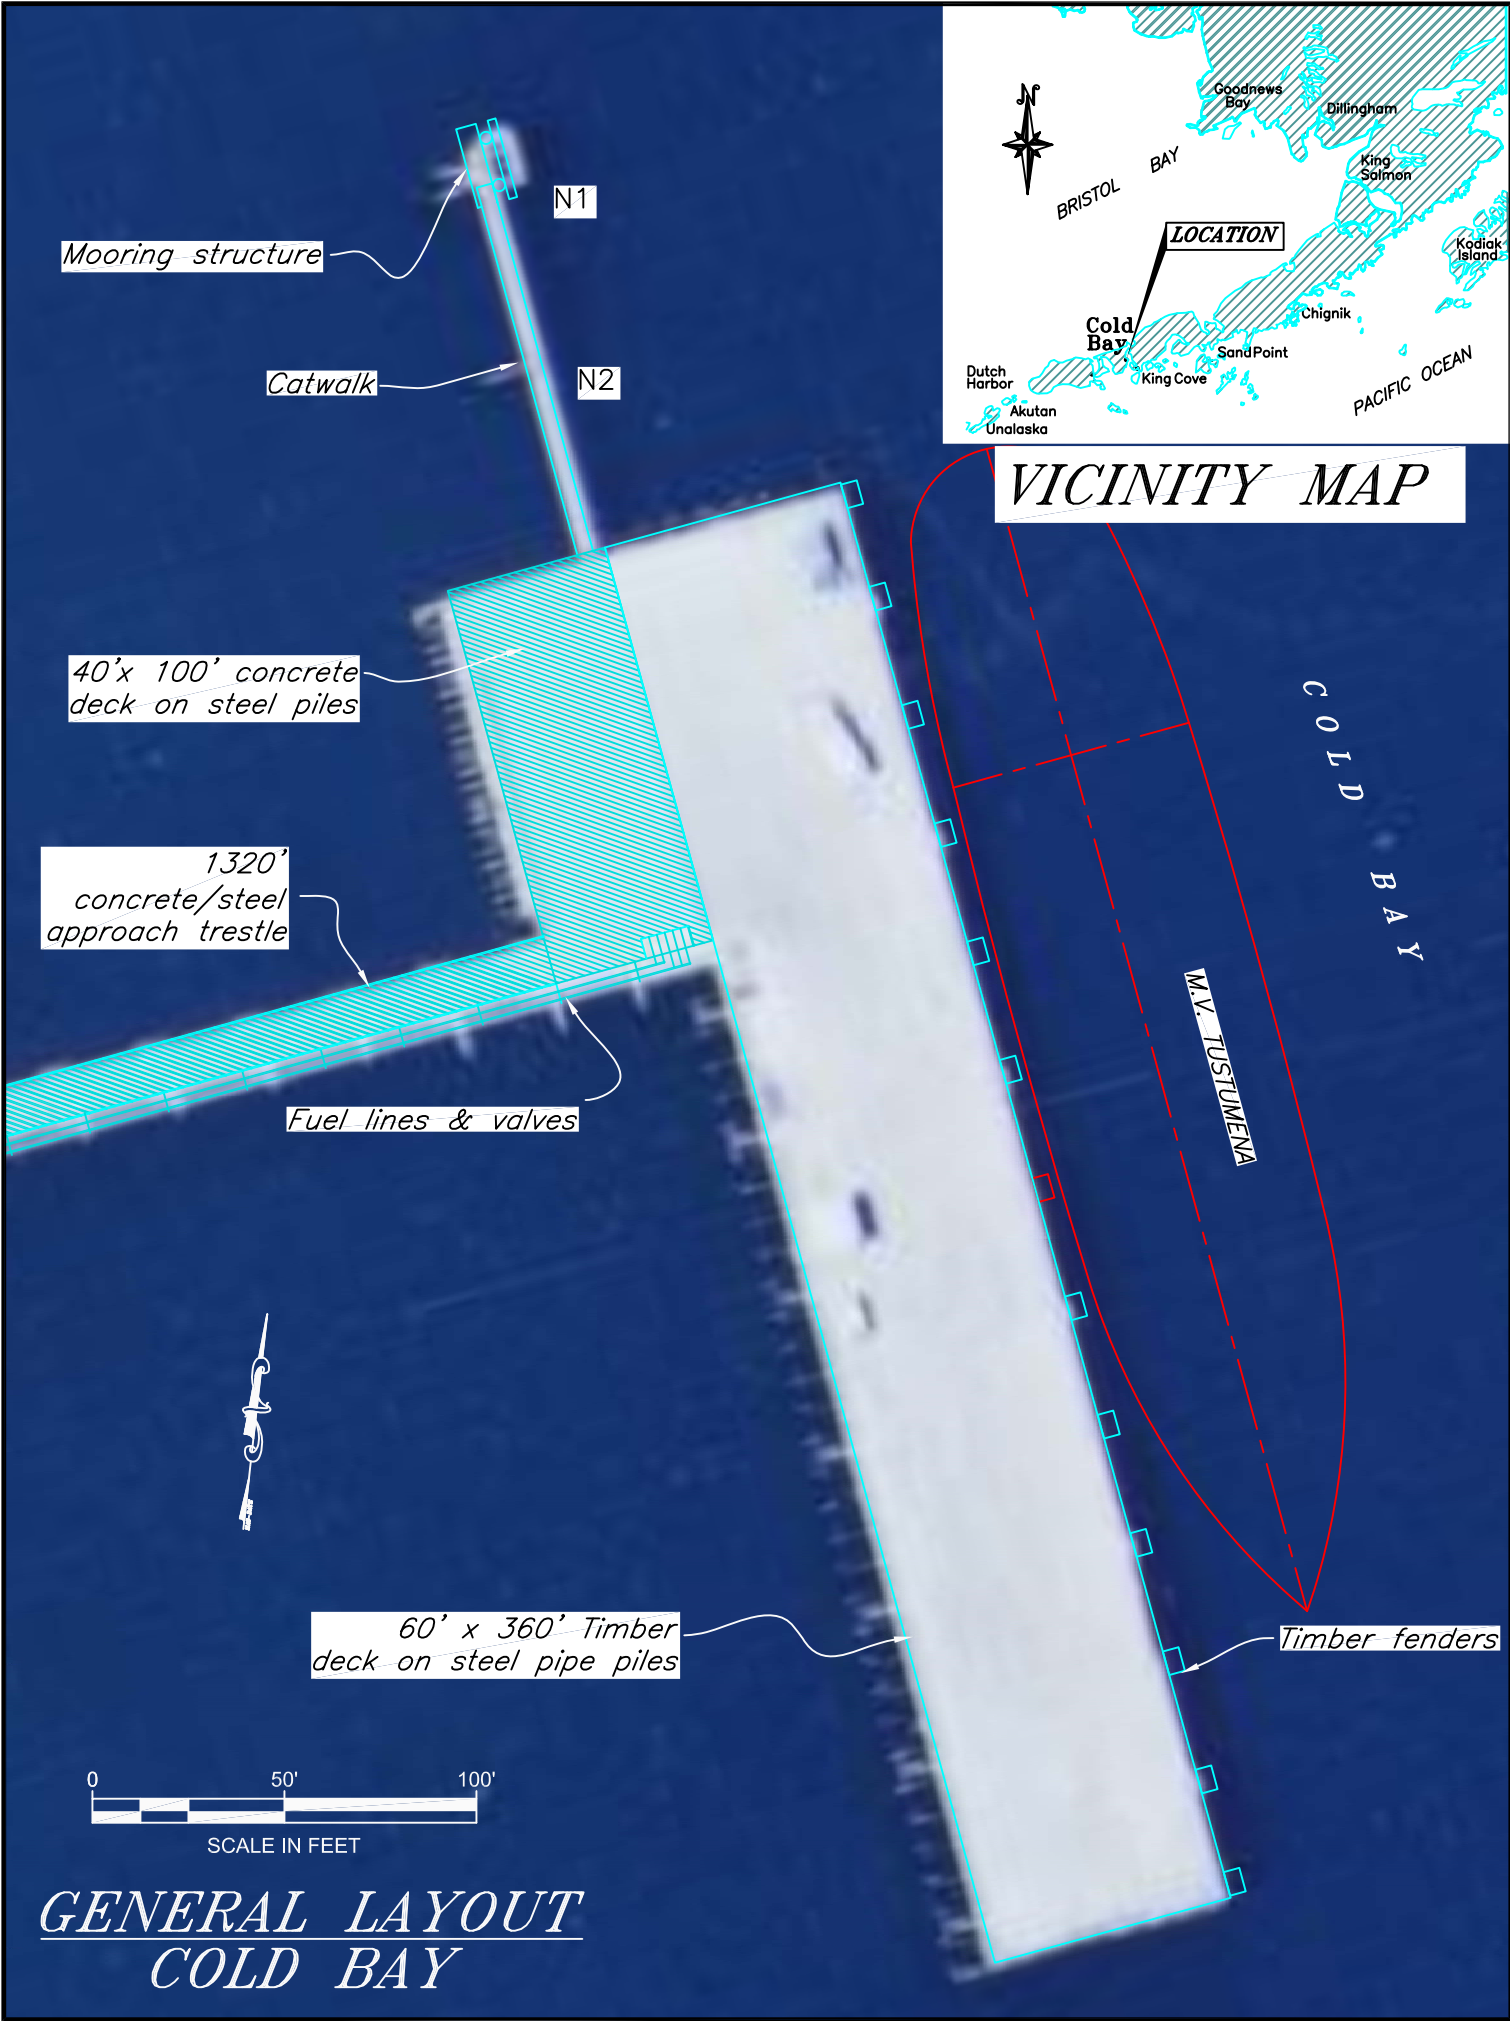 N
Goodnews
Bay
Dillingham
BRISTOL BAY
King
Salmon
LOCATION
Kodiak
Island
Cold
Bay
Chignik
Sand Point
Dutch
Harbor
King Cove
PACIFIC OCEAN
Akutan
Unalaska
VICINITY MAP
N1
Mooring structure
Catwalk
N2
40'x 100' concrete
deck on steel piles
COLD BAY
1320'
concrete/steel
approach trestle
M.V. TUSTUMENA
Fuel lines & valves
60' x 360' Timber
deck on steel pipe piles
Timber fenders
0 50' 100'
SCALE IN FEET
GENERAL LAYOUT
COLD BAY